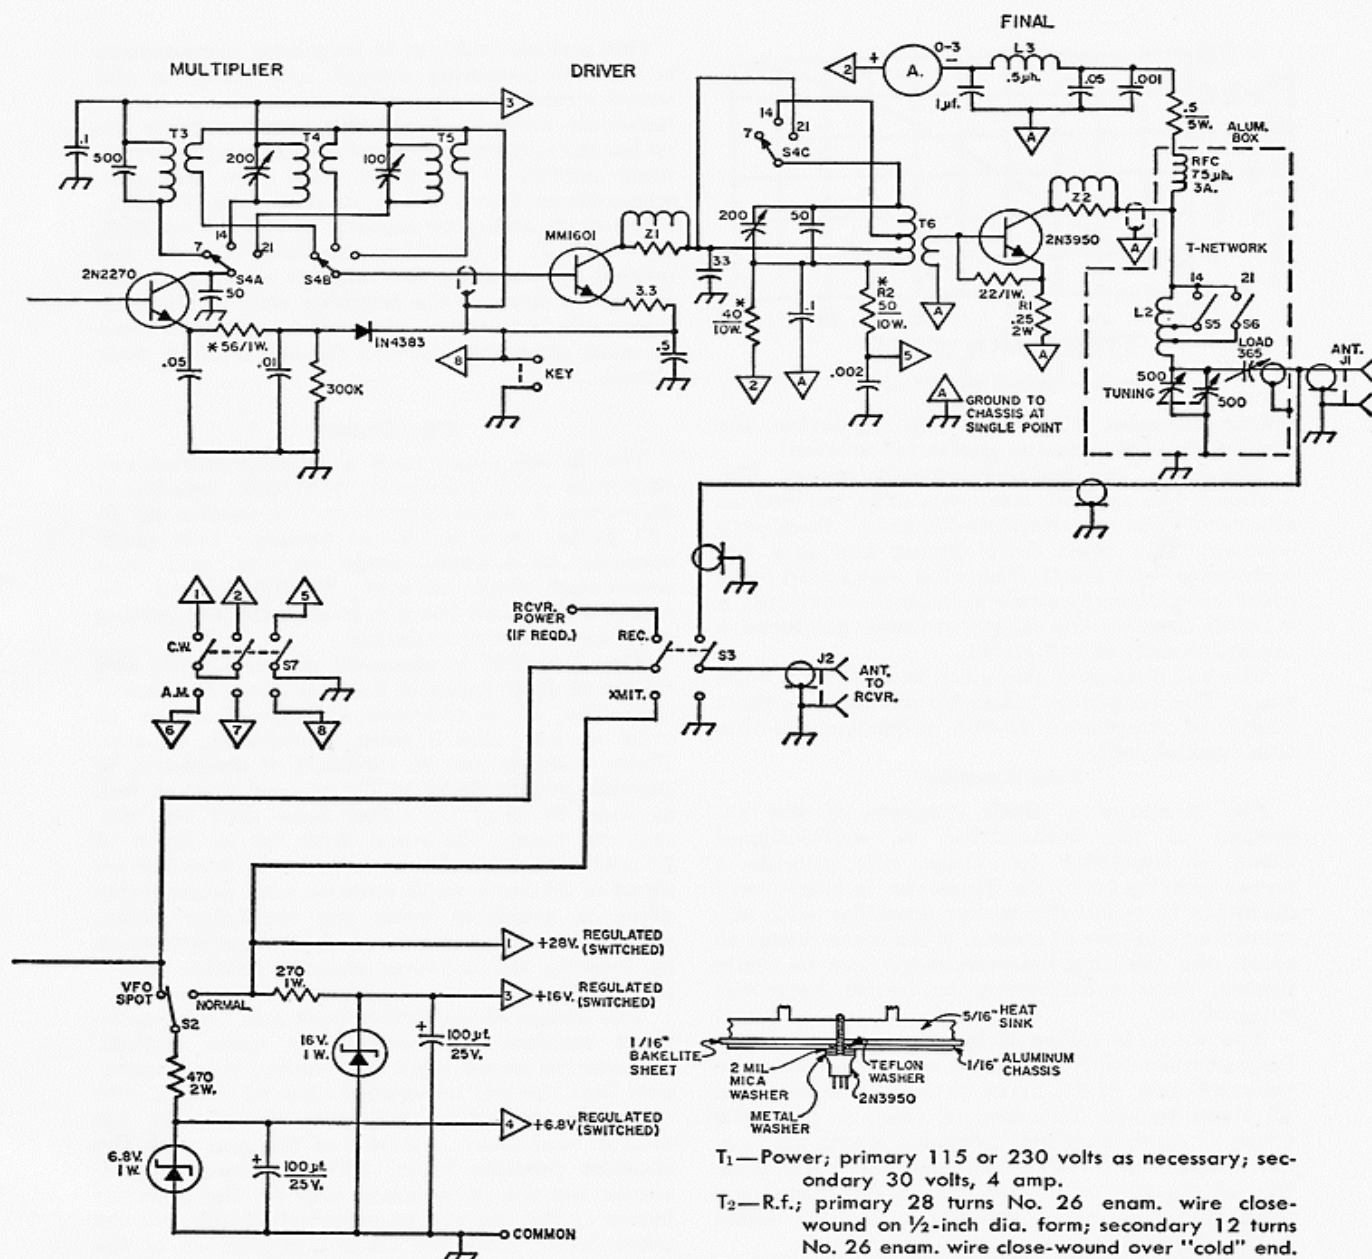 FINAL
MULTIPLIER
DRIVER
2
+
A.
0-3
−
L3
.5μh.
1μf.
.05
.001
A
.5
5W.
ALUM.
BOX
3
.1
500
T3
200
T4
100
T5
14
7
21
S4A
S4B
2N2270
50
.05
*56/1W.
.01
300K
1N4383
8
KEY
MM1601
Z1
3.3
.5
14
7
21
S4C
200
50
T6
33
*
40
10W.
.1
*
R2
50
10W.
2
A
5
.002
A
A
GROUND TO
CHASSIS AT
SINGLE POINT
2N3950
22/1W.
R1
.25
2W
A
Z2
A
RFC
75μh.
3A.
T-NETWORK
14
21
L2
S5
S6
LOAD
365
500
TUNING
500
ANT.
J1
1
2
5
C.W.
S7
A.M.
6
7
8
RCVR.
POWER
(IF REQD.)
REC.
S3
XMIT.
J2
ANT.
TO
RCVR.
1
+28V.
REGULATED
(SWITCHED)
VFO
SPOT
NORMAL
S2
270
1W.
3
+16V.
REGULATED
(SWITCHED)
16V.
1W.
+
100μf.
25V.
470
2W.
4
+6.8V.
REGULATED
(SWITCHED)
6.8V.
1W.
+
100μf.
25V.
COMMON
5/16" HEAT
SINK
1/16"
BAKELITE
SHEET
2 MIL
MICA
WASHER
METAL
WASHER
TEFLON
WASHER
2N3950
1/16" ALUMINUM
CHASSIS
T1—Power; primary 115 or 230 volts as necessary; sec-
ondary 30 volts, 4 amp.
T2—R.f.; primary 28 turns No. 26 enam. wire close-
wound on ½-inch dia. form; secondary 12 turns
No. 26 enam. wire close-wound over "cold" end.